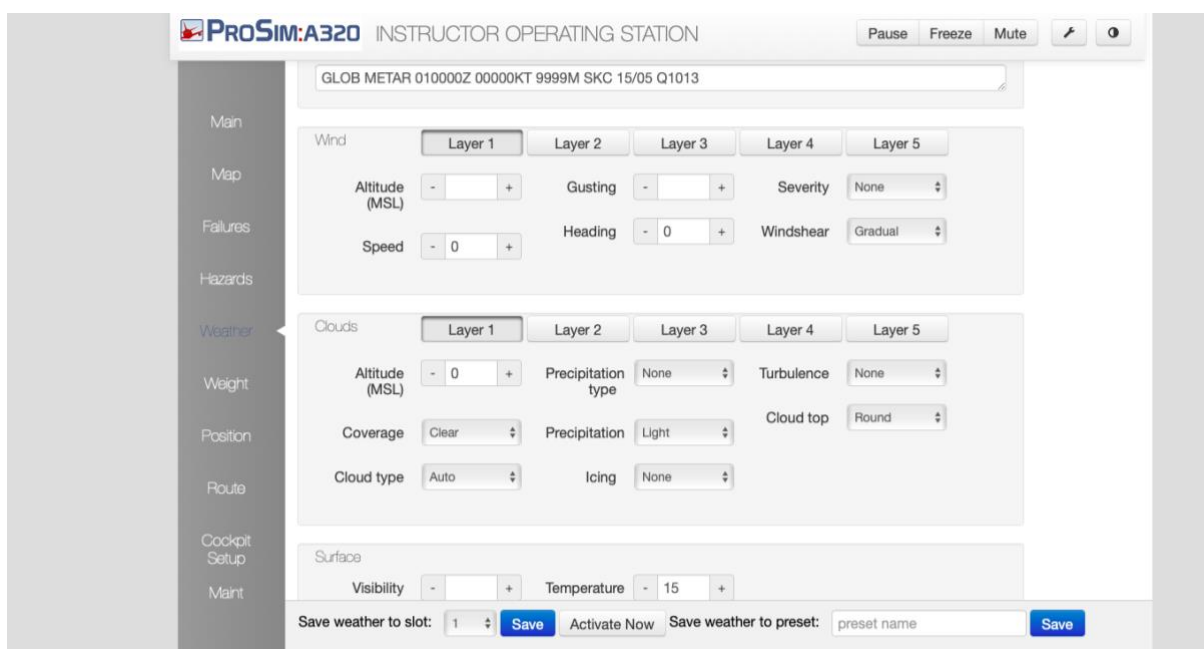 PROSIM:A320 INSTRUCTOR OPERATING STATION Pause Freeze Mute
GLOB METAR 010000Z 00000KT 9999M SKC 15/05 Q1013
Main
Map
Failures
Hazards
Weather
Weight
Position
Route
Cockpit
Setup
Maint
Wind Layer 1 Layer 2 Layer 3 Layer 4 Layer 5
Altitude - + Gusting - + Severity None
(MSL)
Speed - 0 + Heading - 0 + Windshear Gradual
Clouds Layer 1 Layer 2 Layer 3 Layer 4 Layer 5
Altitude - 0 + Precipitation None Turbulence None
(MSL) type
Coverage Clear Precipitation Light Cloud top Round
Cloud type Auto Icing None
Surface
Visibility - + Temperature - 15 +
Save weather to slot: 1 Save Activate Now Save weather to preset: preset name Save